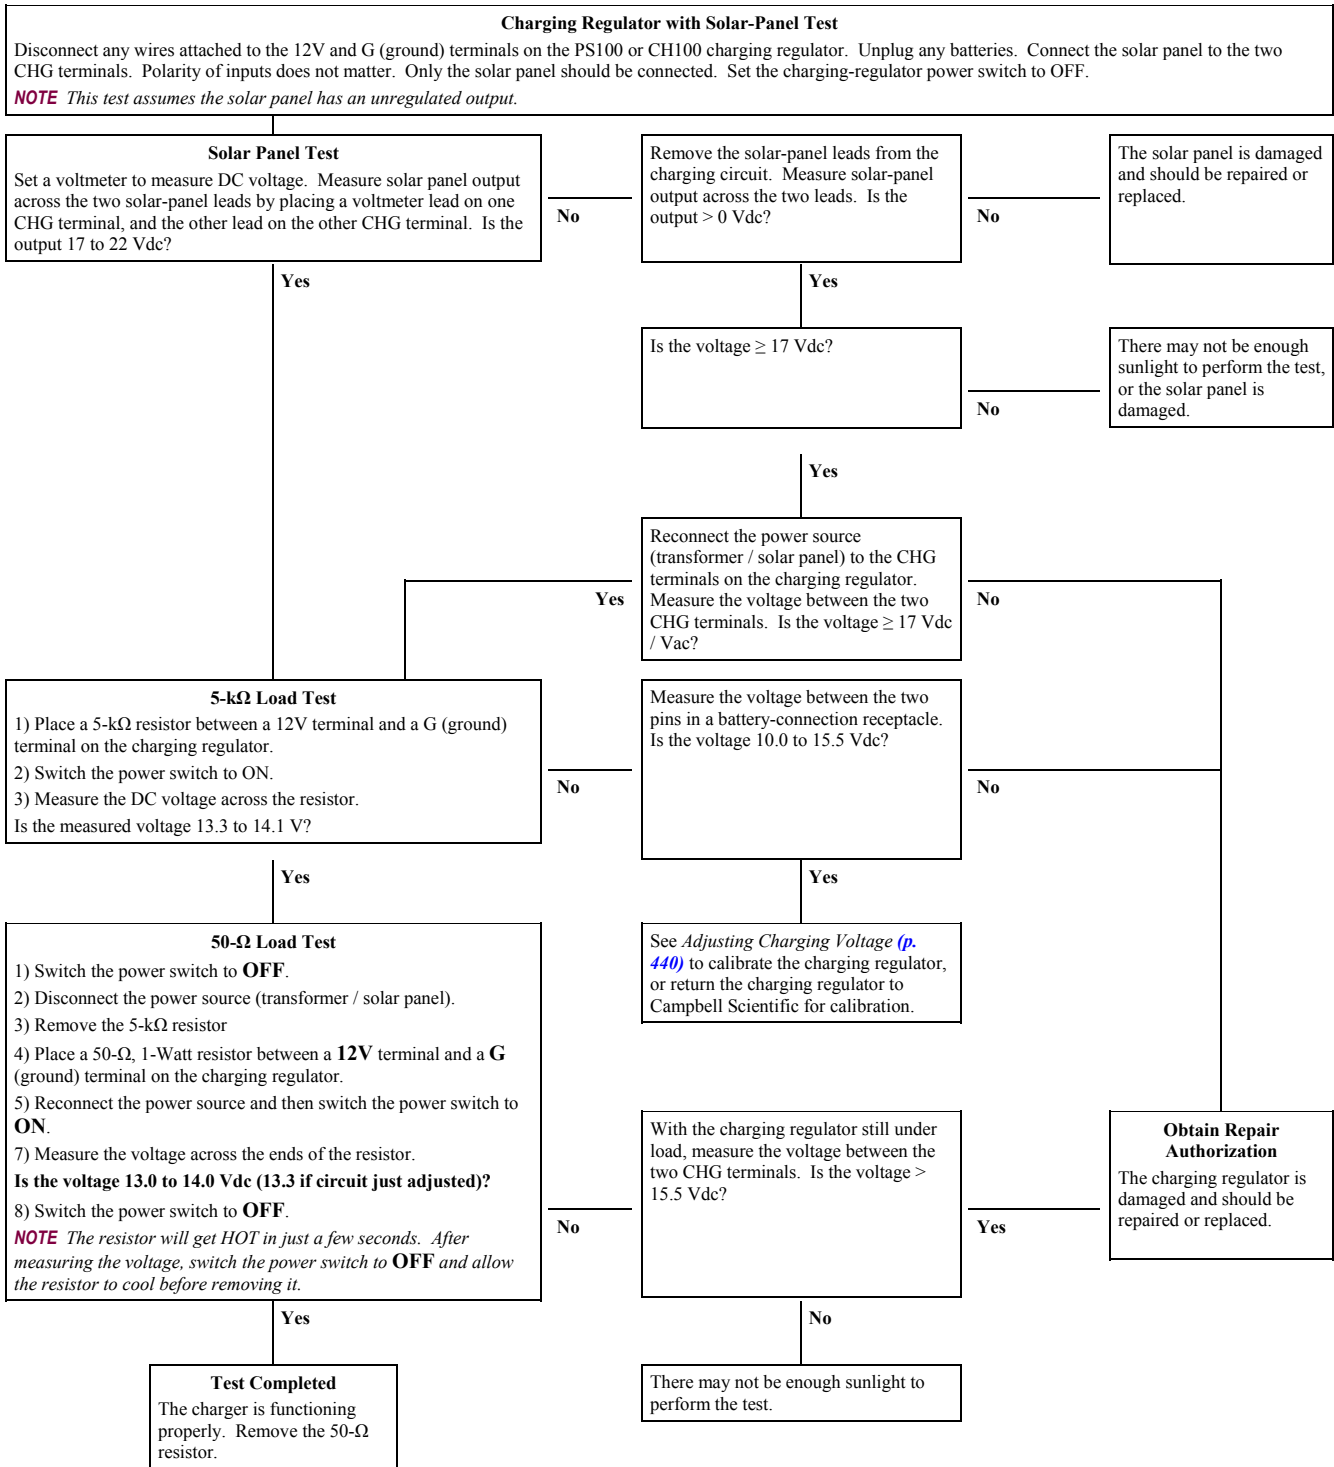 Charging Regulator with Solar-Panel Test
Disconnect any wires attached to the 12V and G (ground) terminals on the PS100 or CH100 charging regulator. Unplug any batteries. Connect the solar panel to the two
CHG terminals. Polarity of inputs does not matter. Only the solar panel should be connected. Set the charging-regulator power switch to OFF.
NOTE This test assumes the solar panel has an unregulated output.
Solar Panel Test
Set a voltmeter to measure DC voltage. Measure solar panel output
across the two solar-panel leads by placing a voltmeter lead on one
CHG terminal, and the other lead on the other CHG terminal. Is the
output 17 to 22 Vdc?
No
Remove the solar-panel leads from the
charging circuit. Measure solar-panel
output across the two leads. Is the
output > 0 Vdc?
No
The solar panel is damaged
and should be repaired or
replaced.
Yes
Yes
Is the voltage ≥ 17 Vdc?
No
There may not be enough
sunlight to perform the test,
or the solar panel is
damaged.
Yes
Reconnect the power source
(transformer / solar panel) to the CHG
terminals on the charging regulator.
Measure the voltage between the two
CHG terminals. Is the voltage ≥ 17 Vdc
/ Vac?
Yes
No
5-kΩ Load Test
1) Place a 5-kΩ resistor between a 12V terminal and a G (ground)
terminal on the charging regulator.
2) Switch the power switch to ON.
3) Measure the DC voltage across the resistor.
Is the measured voltage 13.3 to 14.1 V?
No
Measure the voltage between the two
pins in a battery-connection receptacle.
Is the voltage 10.0 to 15.5 Vdc?
No
Yes
Yes
50-Ω Load Test
1) Switch the power switch to OFF.
2) Disconnect the power source (transformer / solar panel).
3) Remove the 5-kΩ resistor
4) Place a 50-Ω, 1-Watt resistor between a 12V terminal and a G
(ground) terminal on the charging regulator.
5) Reconnect the power source and then switch the power switch to
ON.
7) Measure the voltage across the ends of the resistor.
Is the voltage 13.0 to 14.0 Vdc (13.3 if circuit just adjusted)?
8) Switch the power switch to OFF.
NOTE The resistor will get HOT in just a few seconds. After
measuring the voltage, switch the power switch to OFF and allow
the resistor to cool before removing it.
See Adjusting Charging Voltage (p.
440) to calibrate the charging regulator,
or return the charging regulator to
Campbell Scientific for calibration.
No
With the charging regulator still under
load, measure the voltage between the
two CHG terminals. Is the voltage >
15.5 Vdc?
Yes
Obtain Repair
Authorization
The charging regulator is
damaged and should be
repaired or replaced.
Yes
No
Test Completed
The charger is functioning
properly. Remove the 50-Ω
resistor.
There may not be enough sunlight to
perform the test.